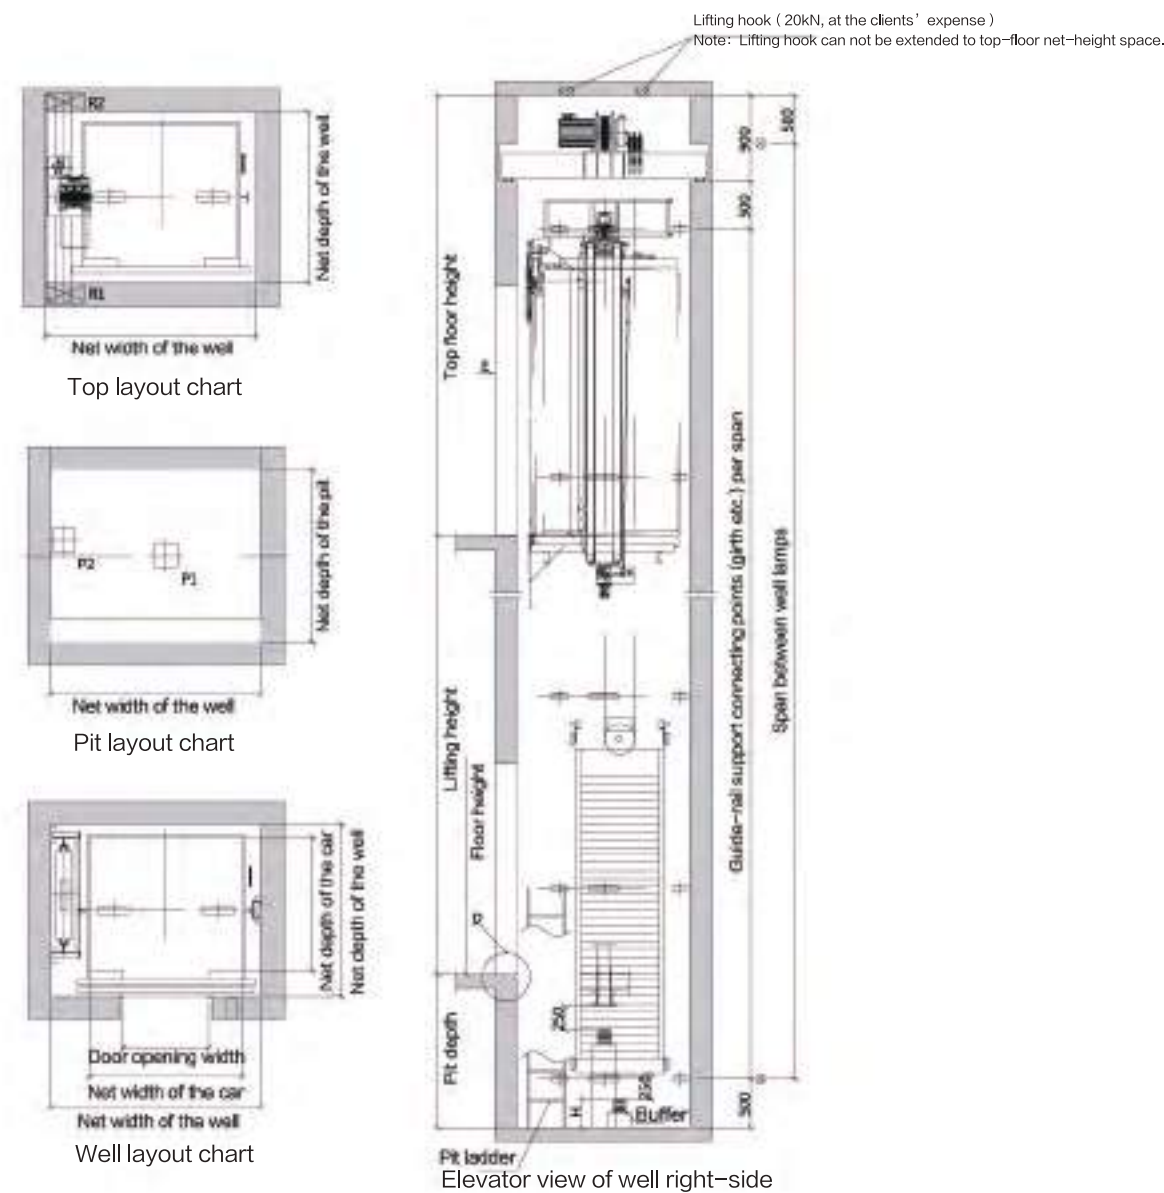 Lifting hook ( 20kN, at the clients’ expense )
Note: Lifting hook can not be extended to top-floor net-height space.
R2
R1
Net depth of the well
Net width of the well
Top layout chart
P2
P1
Net depth of the pit
Net width of the well
Pit layout chart
Net depth of the car
Net depth of the well
Door opening width
Net width of the car
Net width of the well
Well layout chart
Top floor height
Lifting height
Floor height
Pit depth
900
500
500
Guide-rail support connecting points (girth etc.) per span
Span between well lamps
250
250
H
500
Buffer
Pit ladder
Elevator view of well right-side